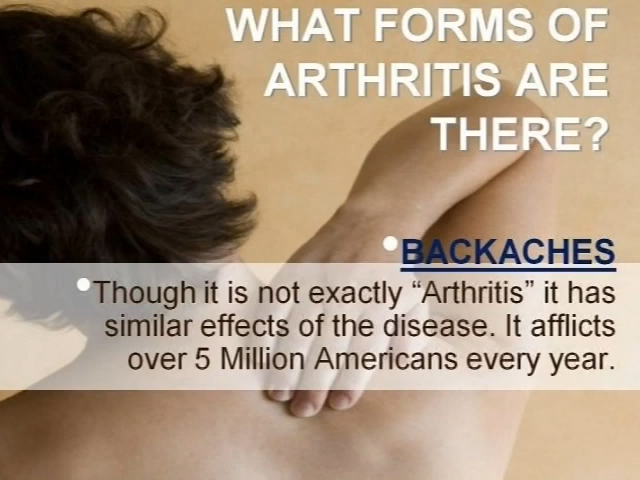 WHAT FORMS OF
ARTHRITIS ARE
THERE?
•BACKACHES
•Though it is not exactly “Arthritis” it has
similar effects of the disease. It afflicts
over 5 Million Americans every year.